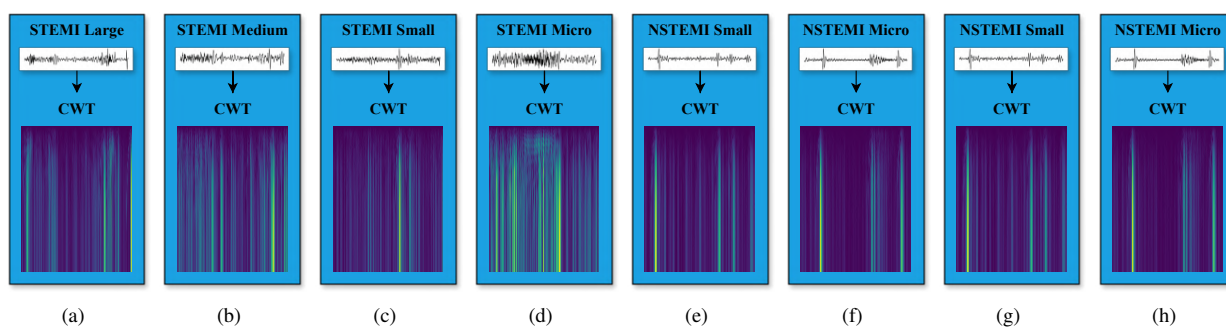 STEMI Large STEMI Medium STEMI Small STEMI Micro NSTEMI Small NSTEMI Micro NSTEMI Small NSTEMI Micro
CWT CWT CWT CWT CWT CWT CWT CWT
(a) (b) (c) (d) (e) (f) (g) (h)